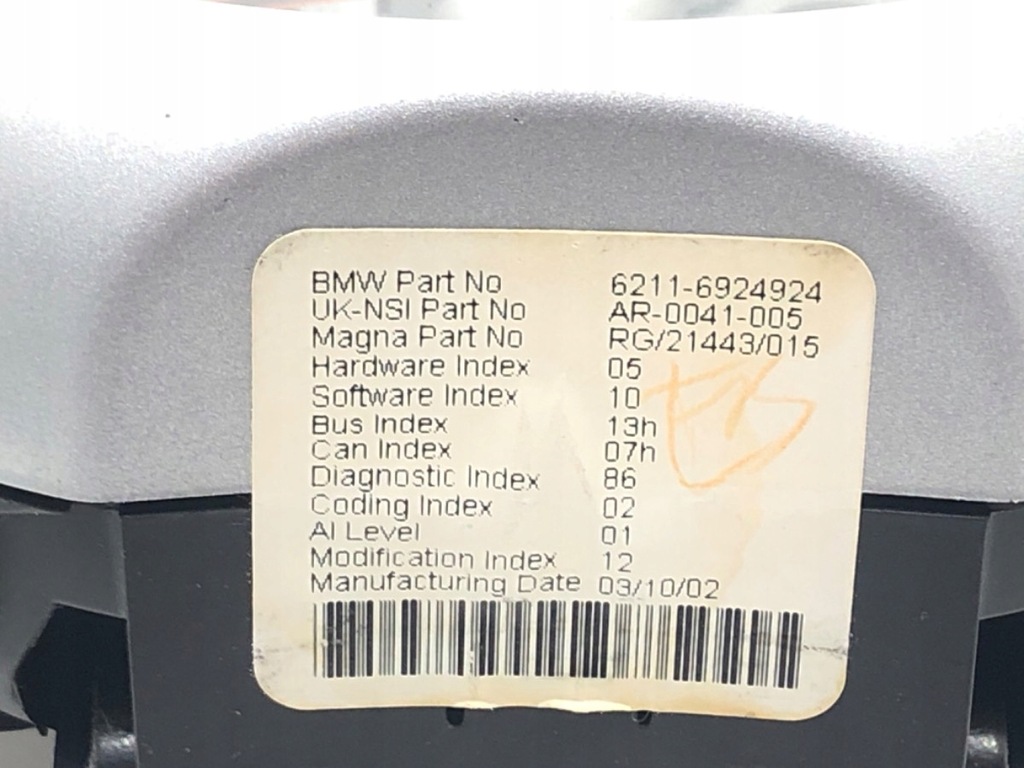 BMW Part No 6211-6924924
UK-NSI Part No AR-0041-005
Magna Part No RG/21443/015
Hardware Index 05
Software Index 10
Bus Index 13h
Can Index 07h
Diagnostic Index 86
Coding Index 02
AI Level 01
Modification Index 12
Manufacturing Date 03/10/02